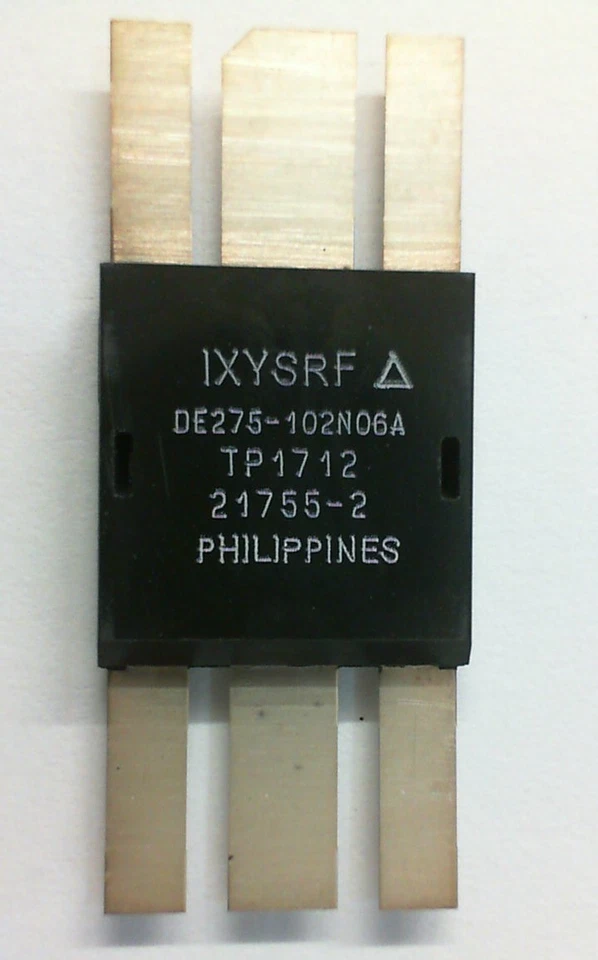 IXYSRF
DE275-102N06A
TP1712
21755-2
PHILIPPINES